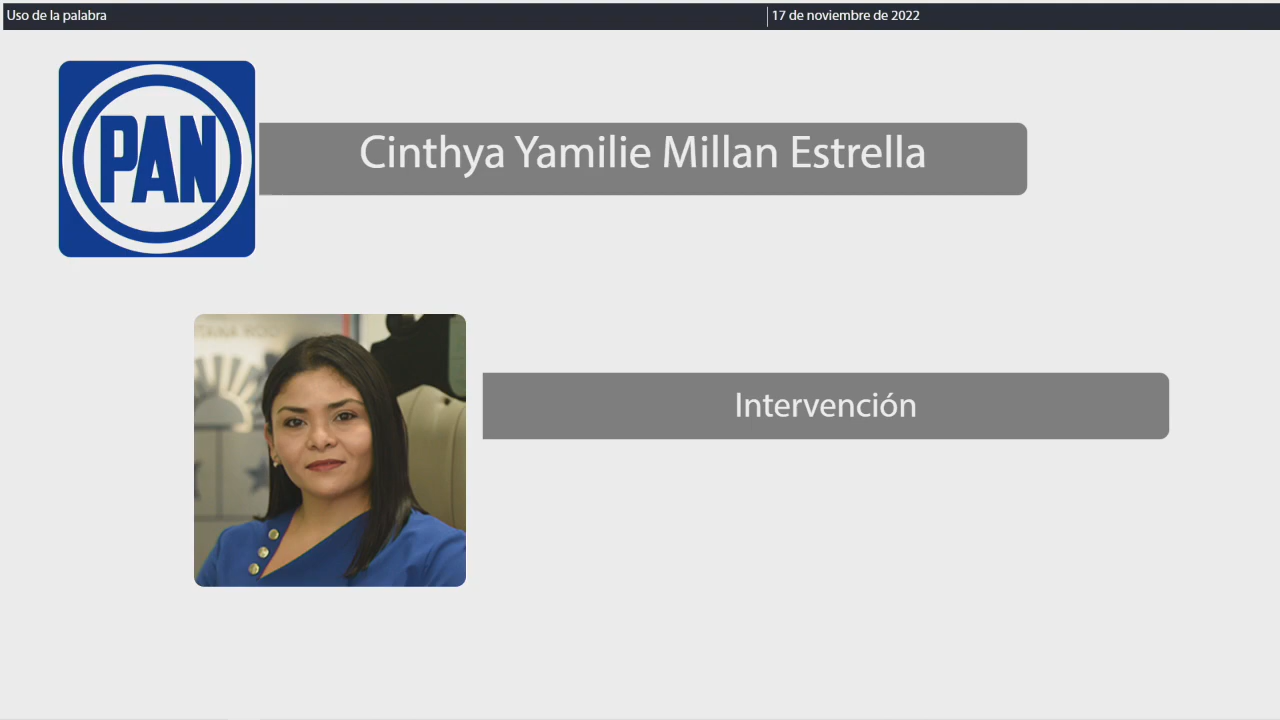 Uso de la palabra
17 de noviembre de 2022
PAN
Cinthya Yamilie Millan Estrella
Intervención